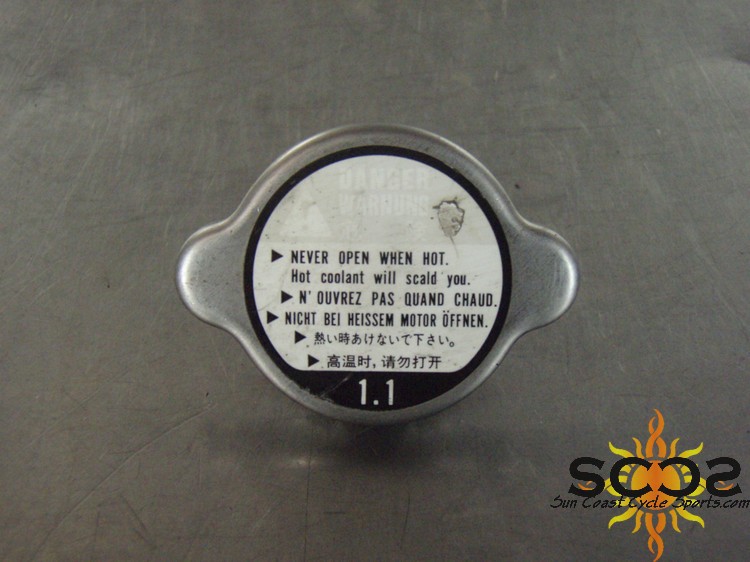 DANGER
WARNUNG
▶ NEVER OPEN WHEN HOT.
Hot coolant will scald you.
▶ N'OUVREZ PAS QUAND CHAUD.
▶ NICHT BEI HEISSEM MOTOR ÖFFNEN.
▶ 熱い時あけないで下さい。
▶ 高温时,请勿打开
1.1
SCCS
Sun Coast Cycle Sports.com